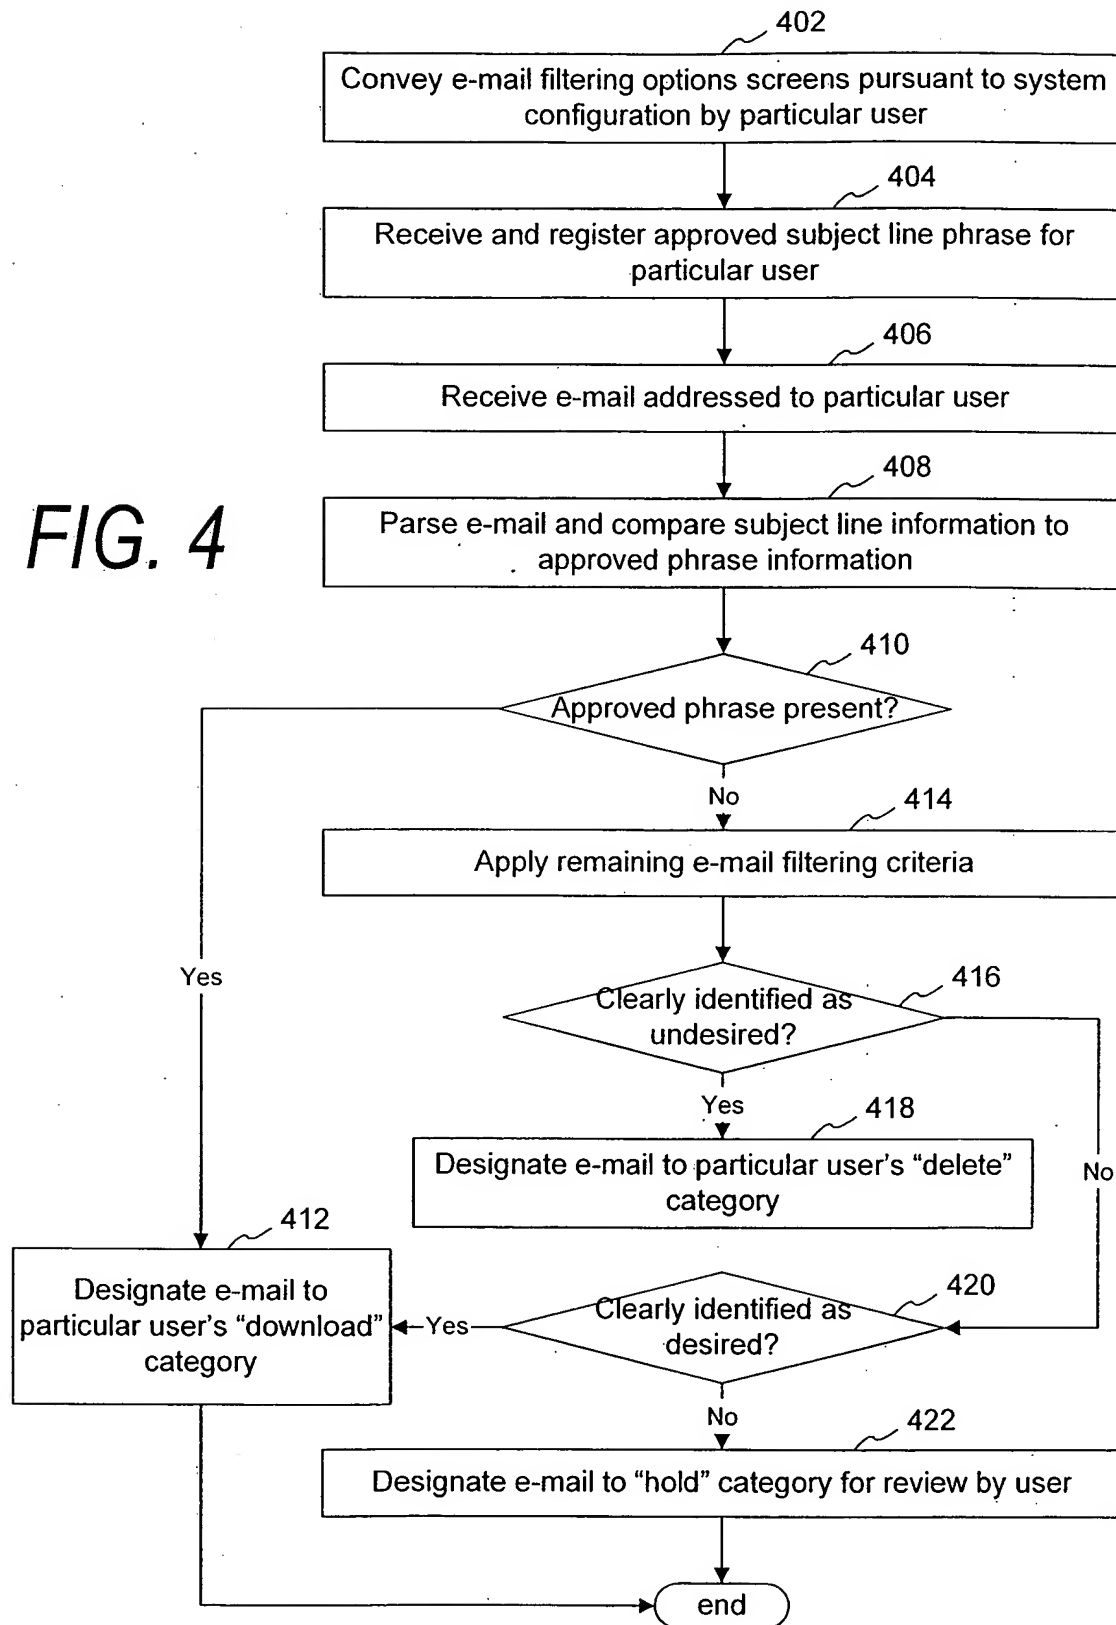 402
Convey e-mail filtering options screens pursuant to system
configuration by particular user
404
Receive and register approved subject line phrase for
particular user
406
Receive e-mail addressed to particular user
408
FIG. 4
Parse e-mail and compare subject line information to
approved phrase information
410
Approved phrase present?
No
414
Apply remaining e-mail filtering criteria
Yes
416
Clearly identified as
undesired?
Yes
418
Designate e-mail to particular user's “delete”
category
No
412
Designate e-mail to
particular user's “download”
category
420
Clearly identified as
desired?
Yes
No
422
Designate e-mail to “hold” category for review by user
end